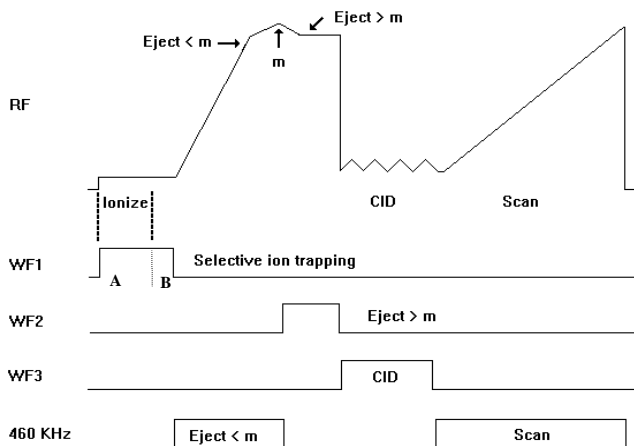 Eject > m
Eject < m
m
RF
Ionize
CID
Scan
WF1
Selective ion trapping
A
B
WF2
Eject > m
WF3
CID
460 KHz
Eject < m
Scan